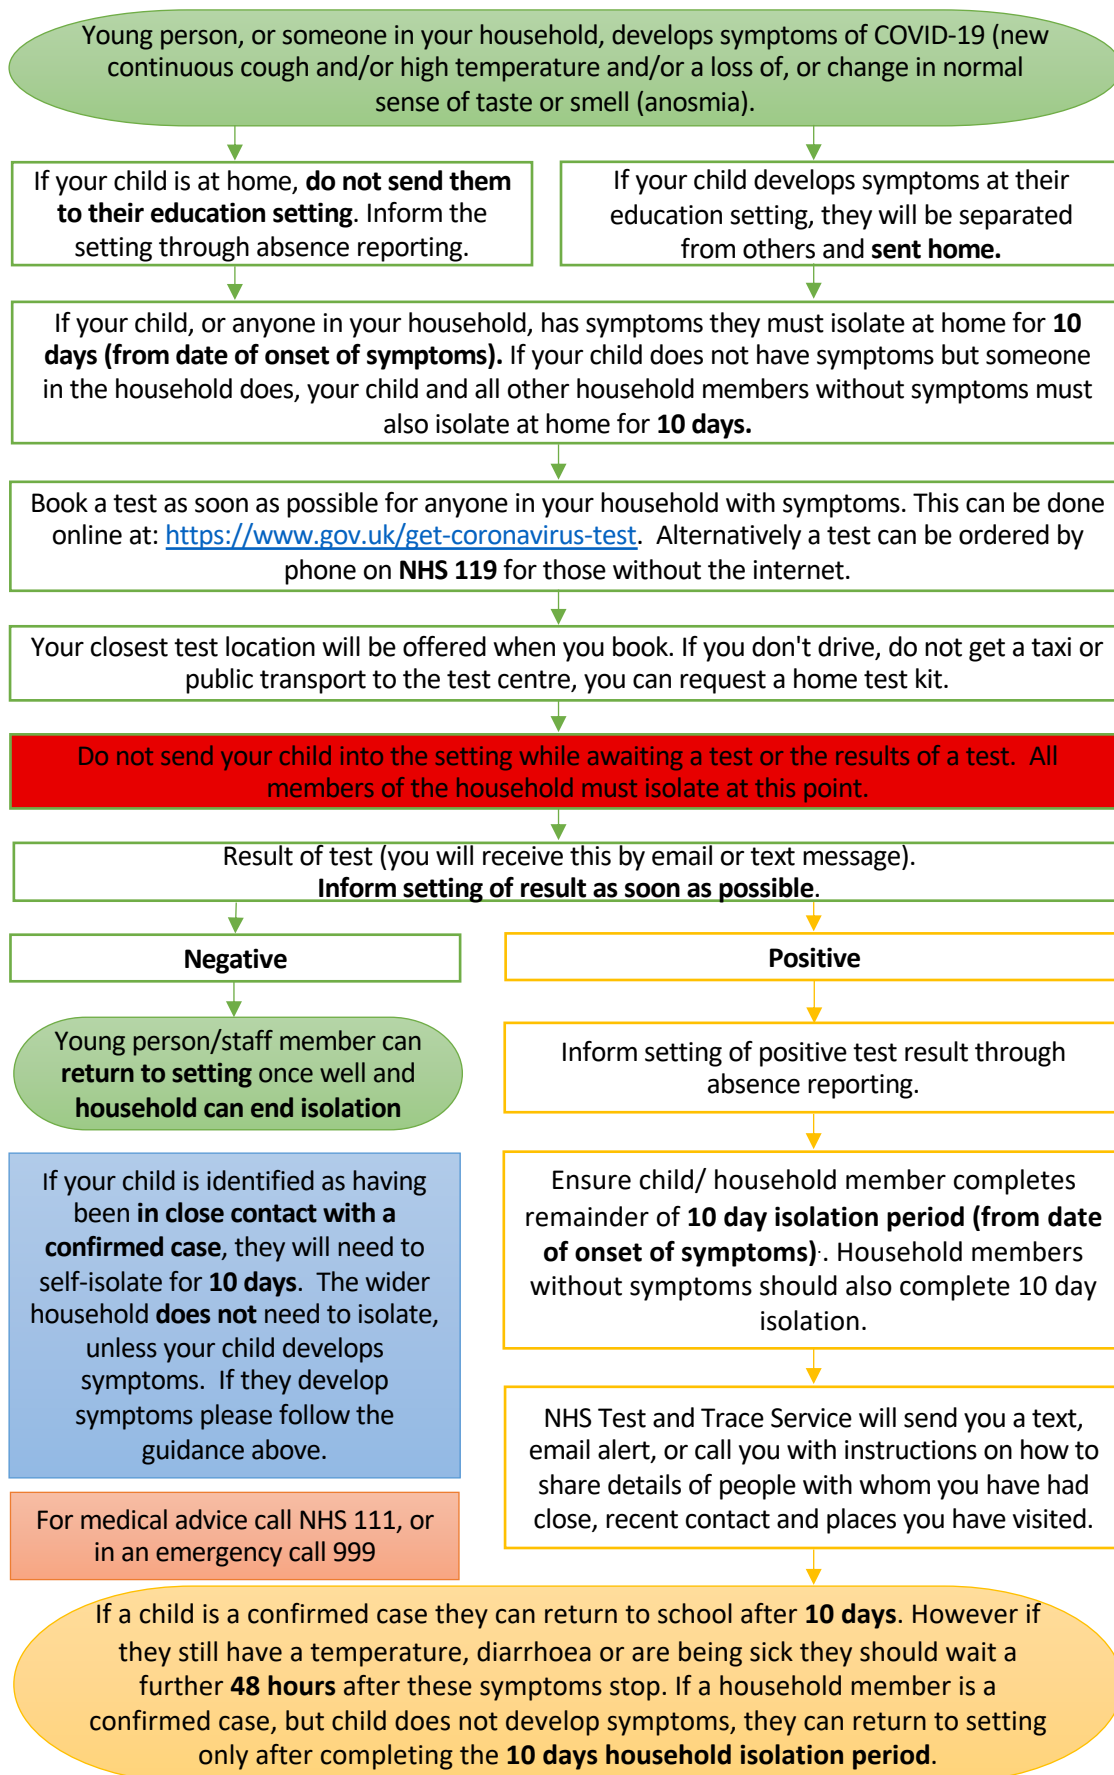 Young person, or someone in your household, develops symptoms of COVID-19 (new
continuous cough and/or high temperature and/or a loss of, or change in normal
sense of taste or smell (anosmia).
If your child is at home, do not send them
to their education setting. Inform the
setting through absence reporting.
If your child develops symptoms at their
education setting, they will be separated
from others and sent home.
If your child, or anyone in your household, has symptoms they must isolate at home for 10
days (from date of onset of symptoms). If your child does not have symptoms but someone
in the household does, your child and all other household members without symptoms must
also isolate at home for 10 days.
Book a test as soon as possible for anyone in your household with symptoms. This can be done
online at: https://www.gov.uk/get-coronavirus-test. Alternatively a test can be ordered by
phone on NHS 119 for those without the internet.
Your closest test location will be offered when you book. If you don't drive, do not get a taxi or
public transport to the test centre, you can request a home test kit.
Do not send your child into the setting while awaiting a test or the results of a test. All
members of the household must isolate at this point.
Result of test (you will receive this by email or text message).
Inform setting of result as soon as possible.
Negative
Young person/staff member can
return to setting once well and
household can end isolation
If your child is identified as having
been in close contact with a
confirmed case, they will need to
self-isolate for 10 days. The wider
household does not need to isolate,
unless your child develops
symptoms. If they develop
symptoms please follow the
guidance above.
For medical advice call NHS 111, or
in an emergency call 999
Positive
Inform setting of positive test result through
absence reporting.
Ensure child/ household member completes
remainder of 10 day isolation period (from date
of onset of symptoms). Household members
without symptoms should also complete 10 day
isolation.
NHS Test and Trace Service will send you a text,
email alert, or call you with instructions on how to
share details of people with whom you have had
close, recent contact and places you have visited.
If a child is a confirmed case they can return to school after 10 days. However if
they still have a temperature, diarrhoea or are being sick they should wait a
further 48 hours after these symptoms stop. If a household member is a
confirmed case, but child does not develop symptoms, they can return to setting
only after completing the 10 days household isolation period.